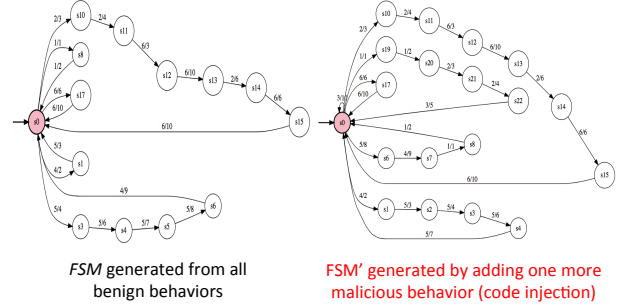 s10
2/4
s11
2/3
6/3
1/1
s8
1/2
s12
6/10
s13
2/6
s14
6/6
s17
6/10
6/6
s0
s15
6/10
5/3
s1
4/2
4/9
s6
5/4
5/8
s3
5/6
s4
5/7
s5
FSM generated from all
benign behaviors
s10
2/4
s11
6/3
2/3
s12
6/10
s13
1/1
s19
1/2
s20
2/3
s21
2/4
2/6
6/6
s17
s22
s14
3/10
6/10
3/5
s0
6/6
1/2
5/8
s6
4/9
s7
1/1
s8
s15
6/10
4/2
s1
5/3
s2
5/4
s3
5/6
s4
5/7
FSM' generated by adding one more
malicious behavior (code injection)